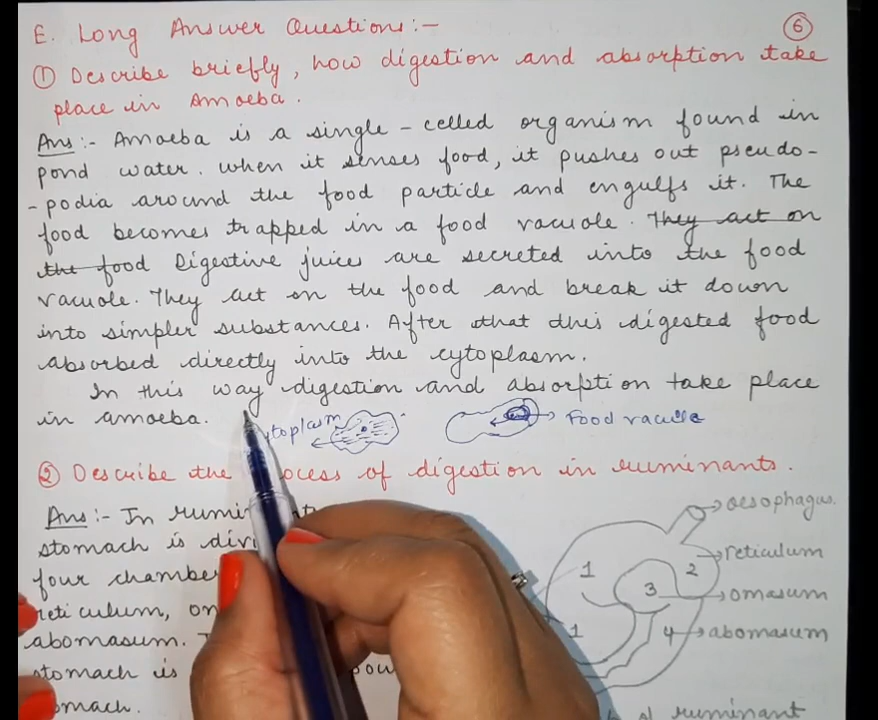 E. Long Answer Questions:-
6
① Describe briefly, how digestion and absorption take
place in Amoeba.
Ans:- Amoeba is a single-celled organism found in
pond water. when it senses food, it pushes out pseudo-
-podia around the food particle and engulfs it. The
food becomes trapped in a food vacuole. They act on
the food Digestive juices are secreted into the food
vacuole. They act on the food and break it down
into simpler substances. After that this digested food
absorbed directly into the cytoplasm.
In this way digestion and absorption take place
in amoeba.
ytoplasm
Food vacuole
② Describe the ocess of digestion in ruminants.
Ans:- In rumi
stomach is divi
four chambe
reticulum, om
abomasum.
stomach is
mach.
oesophagus.
reticulum
omasum
abomasum
1
2
3
1
4
ruminant